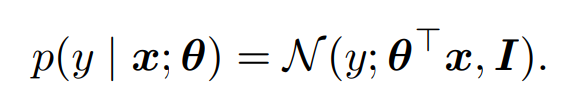 p(y | x; θ) = 𝒩(y; θ⊤x, I).